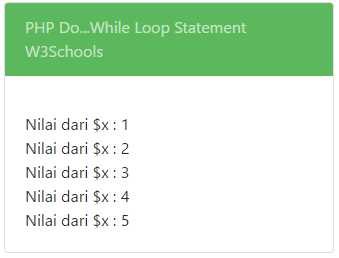 PHP Do...While Loop Statement
W3Schools
Nilai dari $x : 1
Nilai dari $x : 2
Nilai dari $x : 3
Nilai dari $x : 4
Nilai dari $x : 5